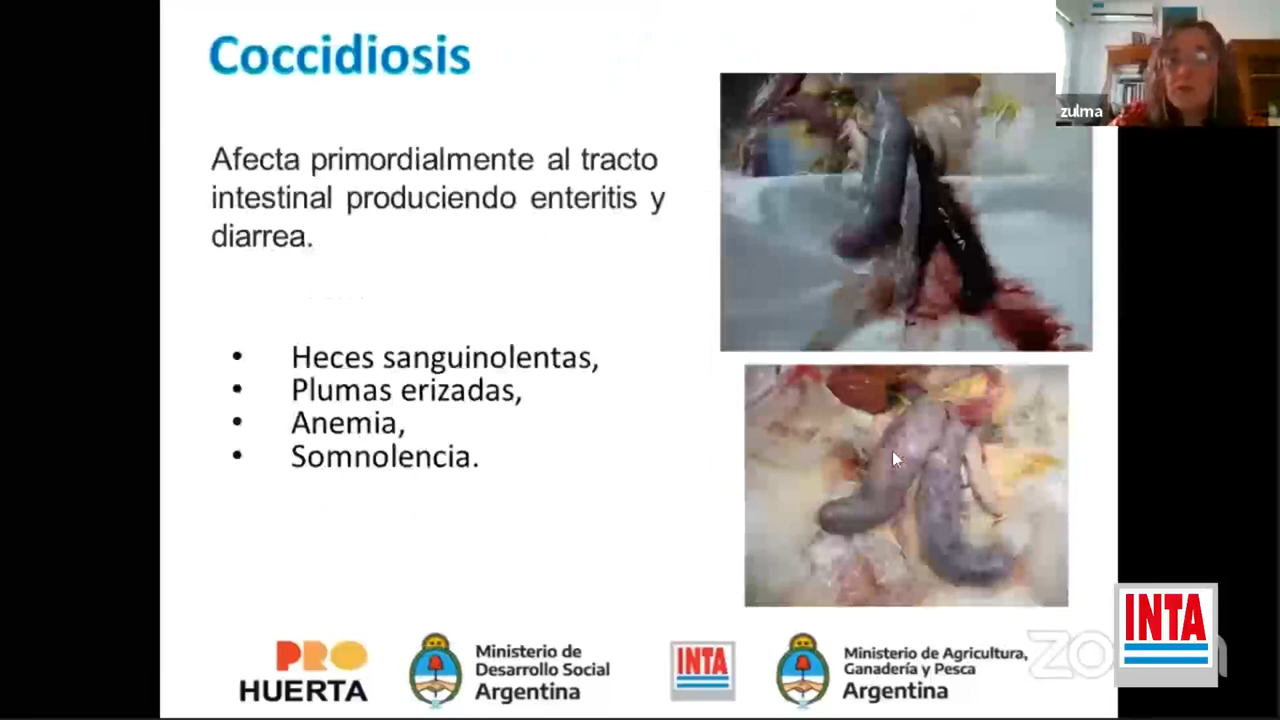 Coccidiosis
zulma
Afecta primordialmente al tracto
intestinal produciendo enteritis y
diarrea.
• Heces sanguinolentas,
• Plumas erizadas,
• Anemia,
• Somnolencia.
PRO
HUERTA
Ministerio de
Desarrollo Social
Argentina
INTA
Ministerio de Agricultura,
Ganadería y Pesca
Argentina
INTA